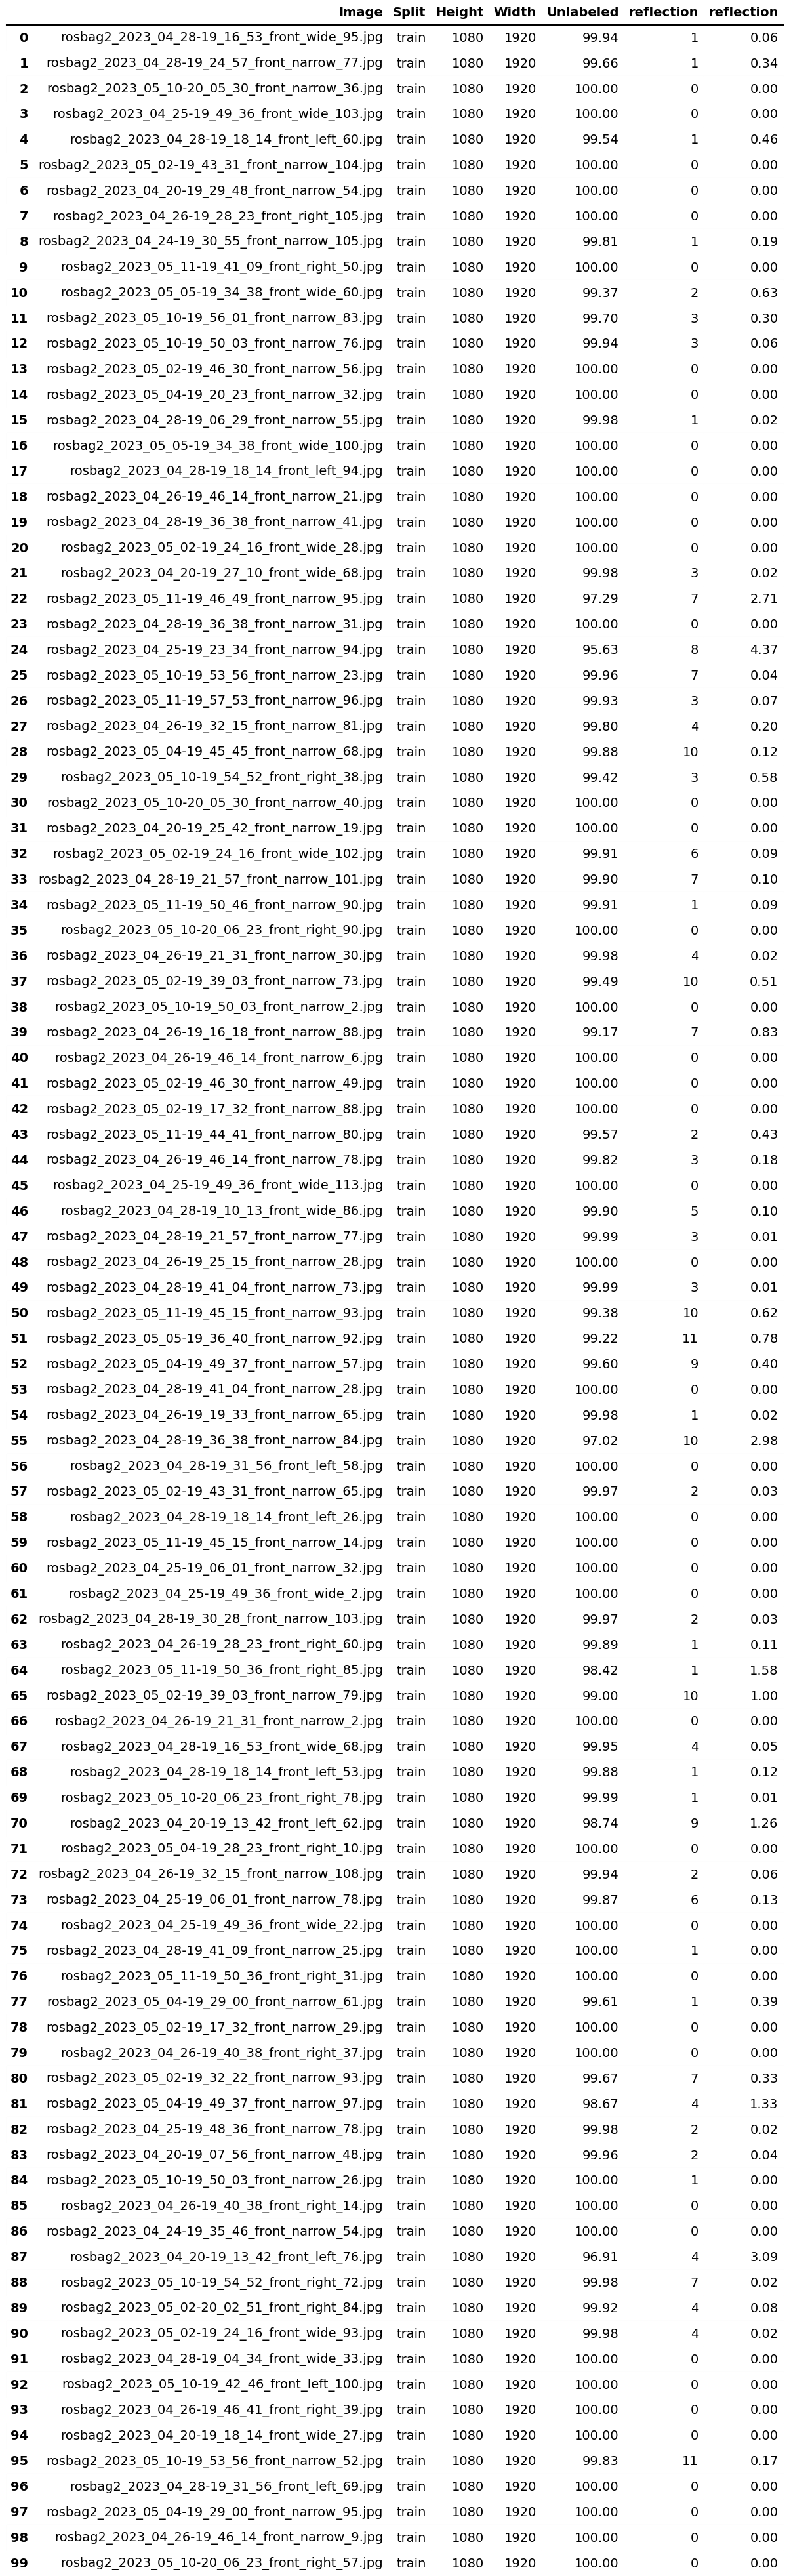 Image Split Height Width Unlabeled reflection reflection
0 rosbag2_2023_04_28-19_16_53_front_wide_95.jpg train 1080 1920 99.94 1 0.06
1 rosbag2_2023_04_28-19_24_57_front_narrow_77.jpg train 1080 1920 99.66 1 0.34
2 rosbag2_2023_05_10-20_05_30_front_narrow_36.jpg train 1080 1920 100.00 0 0.00
3 rosbag2_2023_04_25-19_49_36_front_wide_103.jpg train 1080 1920 100.00 0 0.00
4 rosbag2_2023_04_28-19_18_14_front_left_60.jpg train 1080 1920 99.54 1 0.46
5 rosbag2_2023_05_02-19_43_31_front_narrow_104.jpg train 1080 1920 100.00 0 0.00
6 rosbag2_2023_04_20-19_29_48_front_narrow_54.jpg train 1080 1920 100.00 0 0.00
7 rosbag2_2023_04_26-19_28_23_front_right_105.jpg train 1080 1920 100.00 0 0.00
8 rosbag2_2023_04_24-19_30_55_front_narrow_105.jpg train 1080 1920 99.81 1 0.19
9 rosbag2_2023_05_11-19_41_09_front_right_50.jpg train 1080 1920 100.00 0 0.00
10 rosbag2_2023_05_05-19_34_38_front_wide_60.jpg train 1080 1920 99.37 2 0.63
11 rosbag2_2023_05_10-19_56_01_front_narrow_83.jpg train 1080 1920 99.70 3 0.30
12 rosbag2_2023_05_10-19_50_03_front_narrow_76.jpg train 1080 1920 99.94 3 0.06
13 rosbag2_2023_05_02-19_46_30_front_narrow_56.jpg train 1080 1920 100.00 0 0.00
14 rosbag2_2023_05_04-19_20_23_front_narrow_32.jpg train 1080 1920 100.00 0 0.00
15 rosbag2_2023_04_28-19_06_29_front_narrow_55.jpg train 1080 1920 99.98 1 0.02
16 rosbag2_2023_05_05-19_34_38_front_wide_100.jpg train 1080 1920 100.00 0 0.00
17 rosbag2_2023_04_28-19_18_14_front_left_94.jpg train 1080 1920 100.00 0 0.00
18 rosbag2_2023_04_26-19_46_14_front_narrow_21.jpg train 1080 1920 100.00 0 0.00
19 rosbag2_2023_04_28-19_36_38_front_narrow_41.jpg train 1080 1920 100.00 0 0.00
20 rosbag2_2023_05_02-19_24_16_front_wide_28.jpg train 1080 1920 100.00 0 0.00
21 rosbag2_2023_04_20-19_27_10_front_wide_68.jpg train 1080 1920 99.98 3 0.02
22 rosbag2_2023_05_11-19_46_49_front_narrow_95.jpg train 1080 1920 97.29 7 2.71
23 rosbag2_2023_04_28-19_36_38_front_narrow_31.jpg train 1080 1920 100.00 0 0.00
24 rosbag2_2023_04_25-19_23_34_front_narrow_94.jpg train 1080 1920 95.63 8 4.37
25 rosbag2_2023_05_10-19_53_56_front_narrow_23.jpg train 1080 1920 99.96 7 0.04
26 rosbag2_2023_05_11-19_57_53_front_narrow_96.jpg train 1080 1920 99.93 3 0.07
27 rosbag2_2023_04_26-19_32_15_front_narrow_81.jpg train 1080 1920 99.80 4 0.20
28 rosbag2_2023_05_04-19_45_45_front_narrow_68.jpg train 1080 1920 99.88 10 0.12
29 rosbag2_2023_05_10-19_54_52_front_right_38.jpg train 1080 1920 99.42 3 0.58
30 rosbag2_2023_05_10-20_05_30_front_narrow_40.jpg train 1080 1920 100.00 0 0.00
31 rosbag2_2023_04_20-19_25_42_front_narrow_19.jpg train 1080 1920 100.00 0 0.00
32 rosbag2_2023_05_02-19_24_16_front_wide_102.jpg train 1080 1920 99.91 6 0.09
33 rosbag2_2023_04_28-19_21_57_front_narrow_101.jpg train 1080 1920 99.90 7 0.10
34 rosbag2_2023_05_11-19_50_46_front_narrow_90.jpg train 1080 1920 99.91 1 0.09
35 rosbag2_2023_05_10-20_06_23_front_right_90.jpg train 1080 1920 100.00 0 0.00
36 rosbag2_2023_04_26-19_21_31_front_narrow_30.jpg train 1080 1920 99.98 4 0.02
37 rosbag2_2023_05_02-19_39_03_front_narrow_73.jpg train 1080 1920 99.49 10 0.51
38 rosbag2_2023_05_10-19_50_03_front_narrow_2.jpg train 1080 1920 100.00 0 0.00
39 rosbag2_2023_04_26-19_16_18_front_narrow_88.jpg train 1080 1920 99.17 7 0.83
40 rosbag2_2023_04_26-19_46_14_front_narrow_6.jpg train 1080 1920 100.00 0 0.00
41 rosbag2_2023_05_02-19_46_30_front_narrow_49.jpg train 1080 1920 100.00 0 0.00
42 rosbag2_2023_05_02-19_17_32_front_narrow_88.jpg train 1080 1920 100.00 0 0.00
43 rosbag2_2023_05_11-19_44_41_front_narrow_80.jpg train 1080 1920 99.57 2 0.43
44 rosbag2_2023_04_26-19_46_14_front_narrow_78.jpg train 1080 1920 99.82 3 0.18
45 rosbag2_2023_04_25-19_49_36_front_wide_113.jpg train 1080 1920 100.00 0 0.00
46 rosbag2_2023_04_28-19_10_13_front_wide_86.jpg train 1080 1920 99.90 5 0.10
47 rosbag2_2023_04_28-19_21_57_front_narrow_77.jpg train 1080 1920 99.99 3 0.01
48 rosbag2_2023_04_26-19_25_15_front_narrow_28.jpg train 1080 1920 100.00 0 0.00
49 rosbag2_2023_04_28-19_41_04_front_narrow_73.jpg train 1080 1920 99.99 3 0.01
50 rosbag2_2023_05_11-19_45_15_front_narrow_93.jpg train 1080 1920 99.38 10 0.62
51 rosbag2_2023_05_05-19_36_40_front_narrow_92.jpg train 1080 1920 99.22 11 0.78
52 rosbag2_2023_05_04-19_49_37_front_narrow_57.jpg train 1080 1920 99.60 9 0.40
53 rosbag2_2023_04_28-19_41_04_front_narrow_28.jpg train 1080 1920 100.00 0 0.00
54 rosbag2_2023_04_26-19_19_33_front_narrow_65.jpg train 1080 1920 99.98 1 0.02
55 rosbag2_2023_04_28-19_36_38_front_narrow_84.jpg train 1080 1920 97.02 10 2.98
56 rosbag2_2023_04_28-19_31_56_front_left_58.jpg train 1080 1920 100.00 0 0.00
57 rosbag2_2023_05_02-19_43_31_front_narrow_65.jpg train 1080 1920 99.97 2 0.03
58 rosbag2_2023_04_28-19_18_14_front_left_26.jpg train 1080 1920 100.00 0 0.00
59 rosbag2_2023_05_11-19_45_15_front_narrow_14.jpg train 1080 1920 100.00 0 0.00
60 rosbag2_2023_04_25-19_06_01_front_narrow_32.jpg train 1080 1920 100.00 0 0.00
61 rosbag2_2023_04_25-19_49_36_front_wide_2.jpg train 1080 1920 100.00 0 0.00
62 rosbag2_2023_04_28-19_30_28_front_narrow_103.jpg train 1080 1920 99.97 2 0.03
63 rosbag2_2023_04_26-19_28_23_front_right_60.jpg train 1080 1920 99.89 1 0.11
64 rosbag2_2023_05_11-19_50_36_front_right_85.jpg train 1080 1920 98.42 1 1.58
65 rosbag2_2023_05_02-19_39_03_front_narrow_79.jpg train 1080 1920 99.00 10 1.00
66 rosbag2_2023_04_26-19_21_31_front_narrow_2.jpg train 1080 1920 100.00 0 0.00
67 rosbag2_2023_04_28-19_16_53_front_wide_68.jpg train 1080 1920 99.95 4 0.05
68 rosbag2_2023_04_28-19_18_14_front_left_53.jpg train 1080 1920 99.88 1 0.12
69 rosbag2_2023_05_10-20_06_23_front_right_78.jpg train 1080 1920 99.99 1 0.01
70 rosbag2_2023_04_20-19_13_42_front_left_62.jpg train 1080 1920 98.74 9 1.26
71 rosbag2_2023_05_04-19_28_23_front_right_10.jpg train 1080 1920 100.00 0 0.00
72 rosbag2_2023_04_26-19_32_15_front_narrow_108.jpg train 1080 1920 99.94 2 0.06
73 rosbag2_2023_04_25-19_06_01_front_narrow_78.jpg train 1080 1920 99.87 6 0.13
74 rosbag2_2023_04_25-19_49_36_front_wide_22.jpg train 1080 1920 100.00 0 0.00
75 rosbag2_2023_04_28-19_41_09_front_narrow_25.jpg train 1080 1920 100.00 1 0.00
76 rosbag2_2023_05_11-19_50_36_front_right_31.jpg train 1080 1920 100.00 0 0.00
77 rosbag2_2023_05_04-19_29_00_front_narrow_61.jpg train 1080 1920 99.61 1 0.39
78 rosbag2_2023_05_02-19_17_32_front_narrow_29.jpg train 1080 1920 100.00 0 0.00
79 rosbag2_2023_04_26-19_40_38_front_right_37.jpg train 1080 1920 100.00 0 0.00
80 rosbag2_2023_05_02-19_32_22_front_narrow_93.jpg train 1080 1920 99.67 7 0.33
81 rosbag2_2023_05_04-19_49_37_front_narrow_97.jpg train 1080 1920 98.67 4 1.33
82 rosbag2_2023_04_25-19_48_36_front_narrow_78.jpg train 1080 1920 99.98 2 0.02
83 rosbag2_2023_04_20-19_07_56_front_narrow_48.jpg train 1080 1920 99.96 2 0.04
84 rosbag2_2023_05_10-19_50_03_front_narrow_26.jpg train 1080 1920 100.00 1 0.00
85 rosbag2_2023_04_26-19_40_38_front_right_14.jpg train 1080 1920 100.00 0 0.00
86 rosbag2_2023_04_24-19_35_46_front_narrow_54.jpg train 1080 1920 100.00 0 0.00
87 rosbag2_2023_04_20-19_13_42_front_left_76.jpg train 1080 1920 96.91 4 3.09
88 rosbag2_2023_05_10-19_54_52_front_right_72.jpg train 1080 1920 99.98 7 0.02
89 rosbag2_2023_05_02-20_02_51_front_right_84.jpg train 1080 1920 99.92 4 0.08
90 rosbag2_2023_05_02-19_24_16_front_wide_93.jpg train 1080 1920 99.98 4 0.02
91 rosbag2_2023_04_28-19_04_34_front_wide_33.jpg train 1080 1920 100.00 0 0.00
92 rosbag2_2023_05_10-19_42_46_front_left_100.jpg train 1080 1920 100.00 0 0.00
93 rosbag2_2023_04_26-19_46_41_front_right_39.jpg train 1080 1920 100.00 0 0.00
94 rosbag2_2023_04_20-19_18_14_front_wide_27.jpg train 1080 1920 100.00 0 0.00
95 rosbag2_2023_05_10-19_53_56_front_narrow_52.jpg train 1080 1920 99.83 11 0.17
96 rosbag2_2023_04_28-19_31_56_front_left_69.jpg train 1080 1920 100.00 0 0.00
97 rosbag2_2023_05_04-19_29_00_front_narrow_95.jpg train 1080 1920 100.00 0 0.00
98 rosbag2_2023_04_26-19_46_14_front_narrow_9.jpg train 1080 1920 100.00 0 0.00
99 rosbag2_2023_05_10-20_06_23_front_right_57.jpg train 1080 1920 100.00 0 0.00